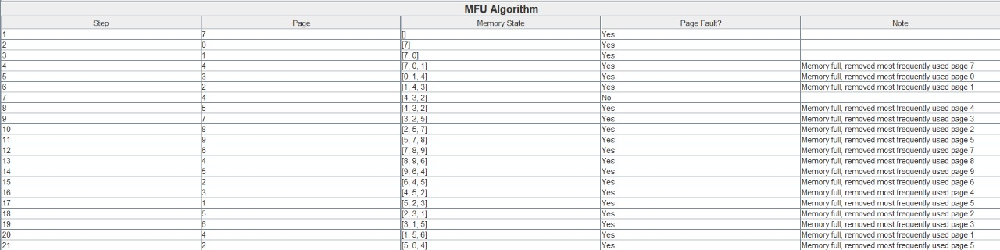 MFU Algorithm
Step Page Memory State Page Fault? Note
1 7 [] Yes
2 0 [7] Yes
3 1 [7, 0] Yes
4 4 [7, 0, 1] Yes Memory full, removed most frequently used page 7
5 3 [0, 1, 4] Yes Memory full, removed most frequently used page 0
6 2 [1, 4, 3] Yes Memory full, removed most frequently used page 1
7 4 [4, 3, 2] No
8 5 [4, 3, 2] Yes Memory full, removed most frequently used page 4
9 7 [3, 2, 5] Yes Memory full, removed most frequently used page 3
10 8 [2, 5, 7] Yes Memory full, removed most frequently used page 2
11 9 [5, 7, 8] Yes Memory full, removed most frequently used page 5
12 6 [7, 8, 9] Yes Memory full, removed most frequently used page 7
13 4 [8, 9, 6] Yes Memory full, removed most frequently used page 8
14 5 [9, 6, 4] Yes Memory full, removed most frequently used page 9
15 2 [6, 4, 5] Yes Memory full, removed most frequently used page 6
16 3 [4, 5, 2] Yes Memory full, removed most frequently used page 4
17 1 [5, 2, 3] Yes Memory full, removed most frequently used page 5
18 5 [2, 3, 1] Yes Memory full, removed most frequently used page 2
19 6 [3, 1, 5] Yes Memory full, removed most frequently used page 3
20 4 [1, 5, 6] Yes Memory full, removed most frequently used page 1
21 2 [5, 6, 4] Yes Memory full, removed most frequently used page 5